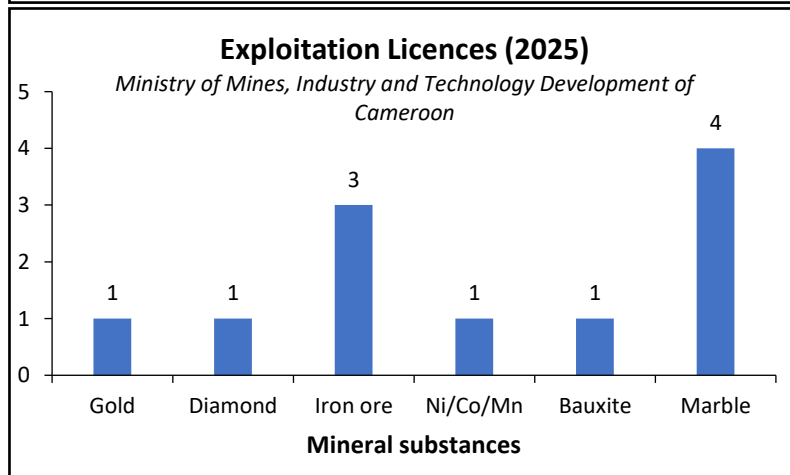 Exploitation Licences (2025)
Ministry of Mines, Industry and Technology Development of
Cameroon
5
4
3
2
1
0
1
1
3
1
1
4
Gold
Diamond
Iron ore
Ni/Co/Mn
Bauxite
Marble
Mineral substances